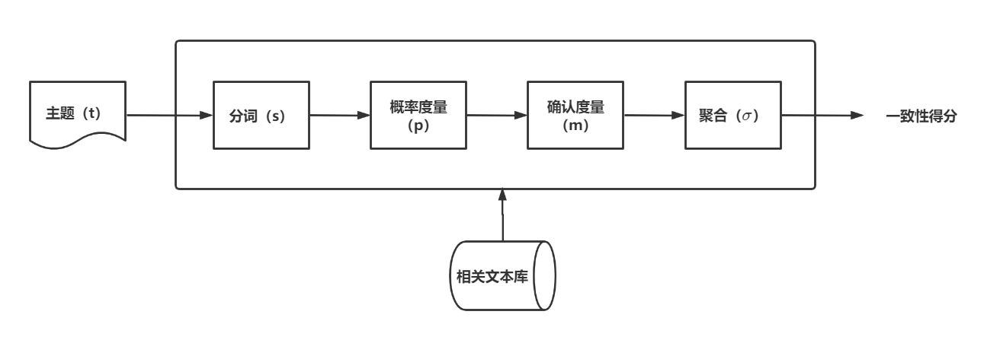 主题（t）
分词（s）
概率度量
（p）
确认度量
（m）
聚合（σ）
一致性得分
相关文本库